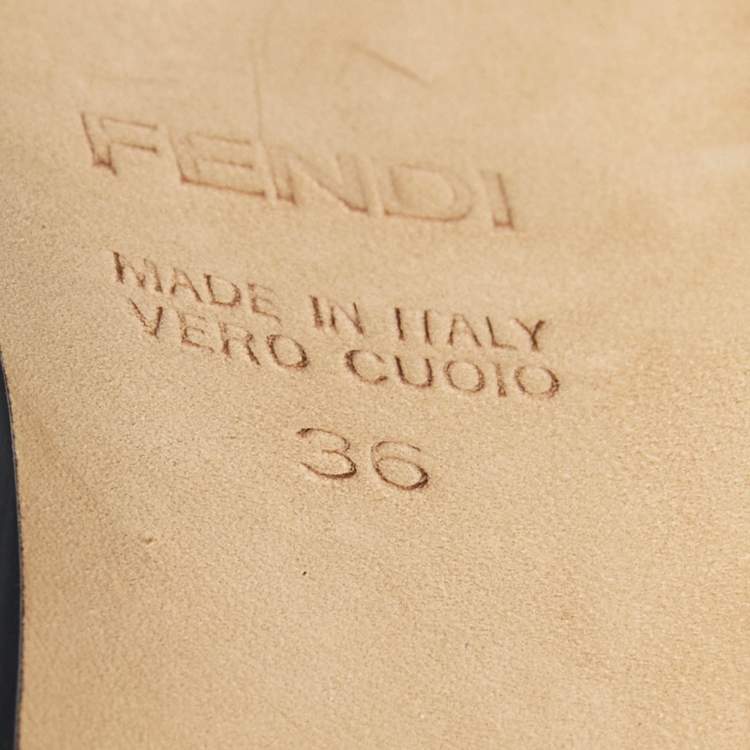 FENDI
MADE IN ITALY
VERO CUOIO
36